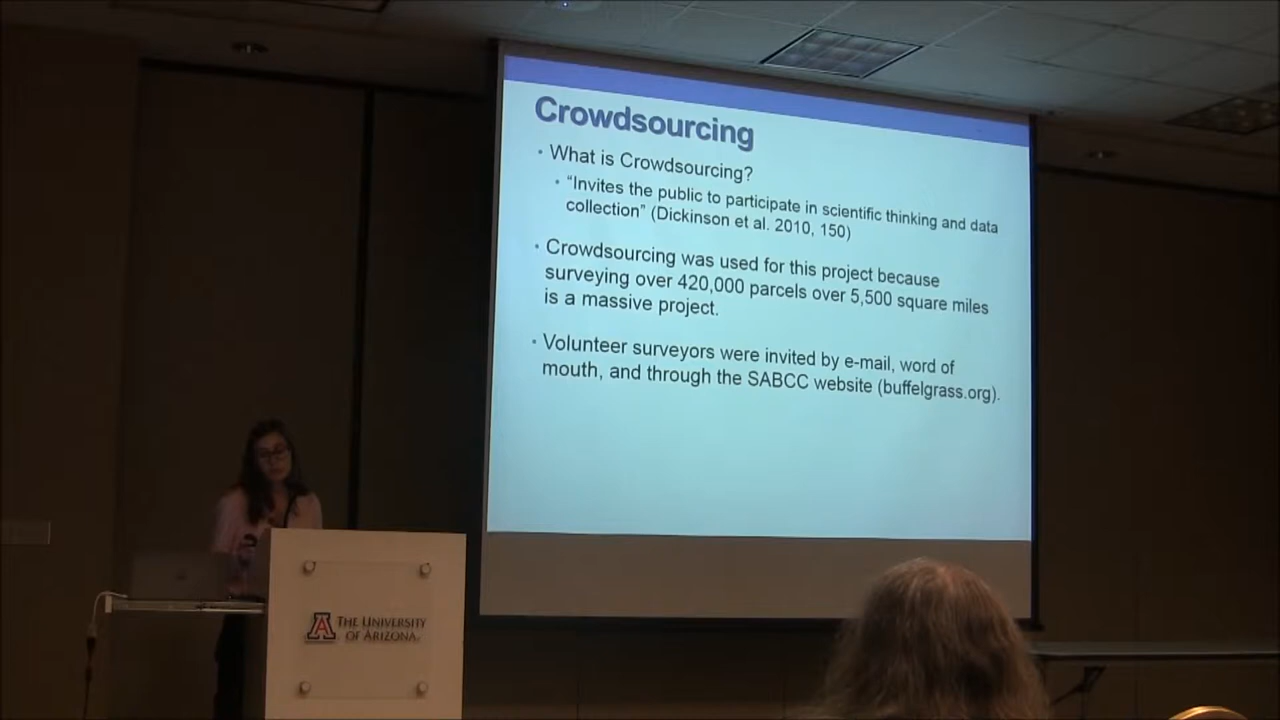 Crowdsourcing
• What is Crowdsourcing?
• “Invites the public to participate in scientific thinking and data
collection” (Dickinson et al. 2010, 150)
• Crowdsourcing was used for this project because
surveying over 420,000 parcels over 5,500 square miles
is a massive project.
• Volunteer surveyors were invited by e-mail, word of
mouth, and through the SABCC website (buffelgrass.org).
A THE UNIVERSITY
OF ARIZONA.